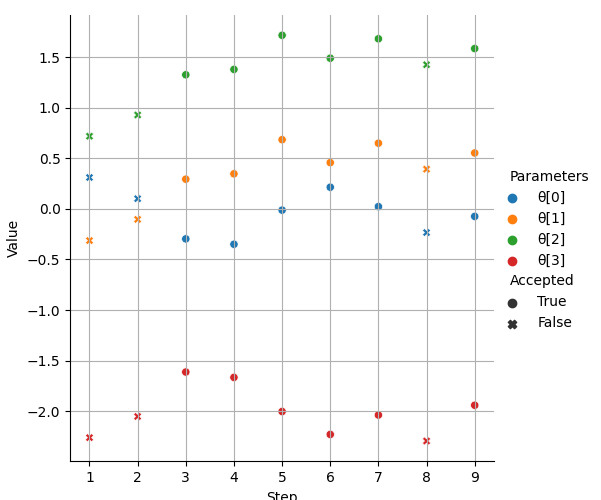 1.5
1.0
0.5
0.0
−0.5
−1.0
−1.5
−2.0
Value
1 2 3 4 5 6 7 8 9
Step
Parameters
θ[0]
θ[1]
θ[2]
θ[3]
Accepted
True
False